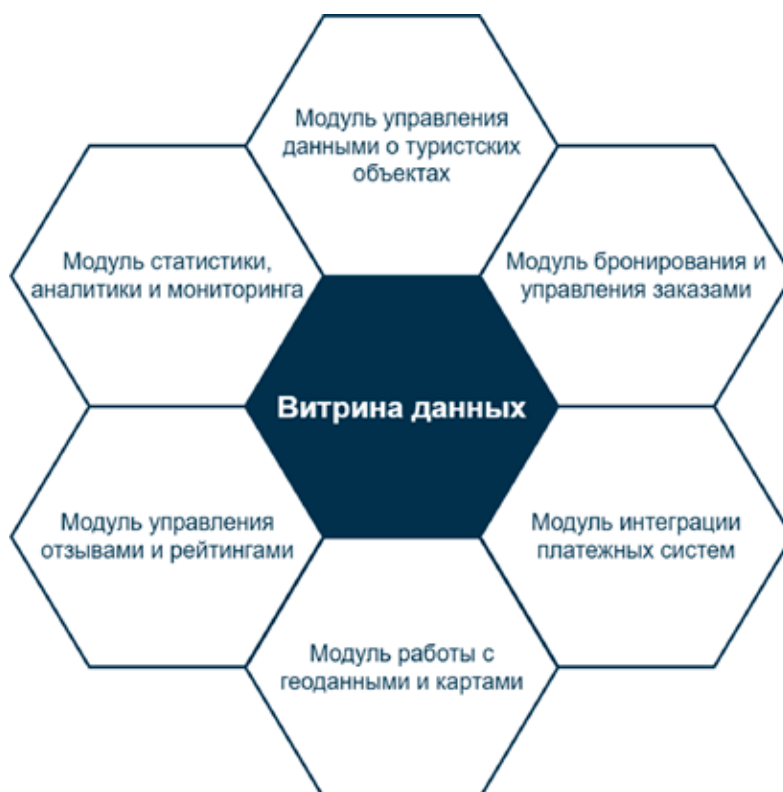 Модуль управления
данными о туристских
объектах
Модуль статистики,
аналитики и мониторинга
Модуль бронирования и
управления заказами
Витрина данных
Модуль управления
отзывами и рейтингами
Модуль интеграции
платежных систем
Модуль работы с
геоданными и картами